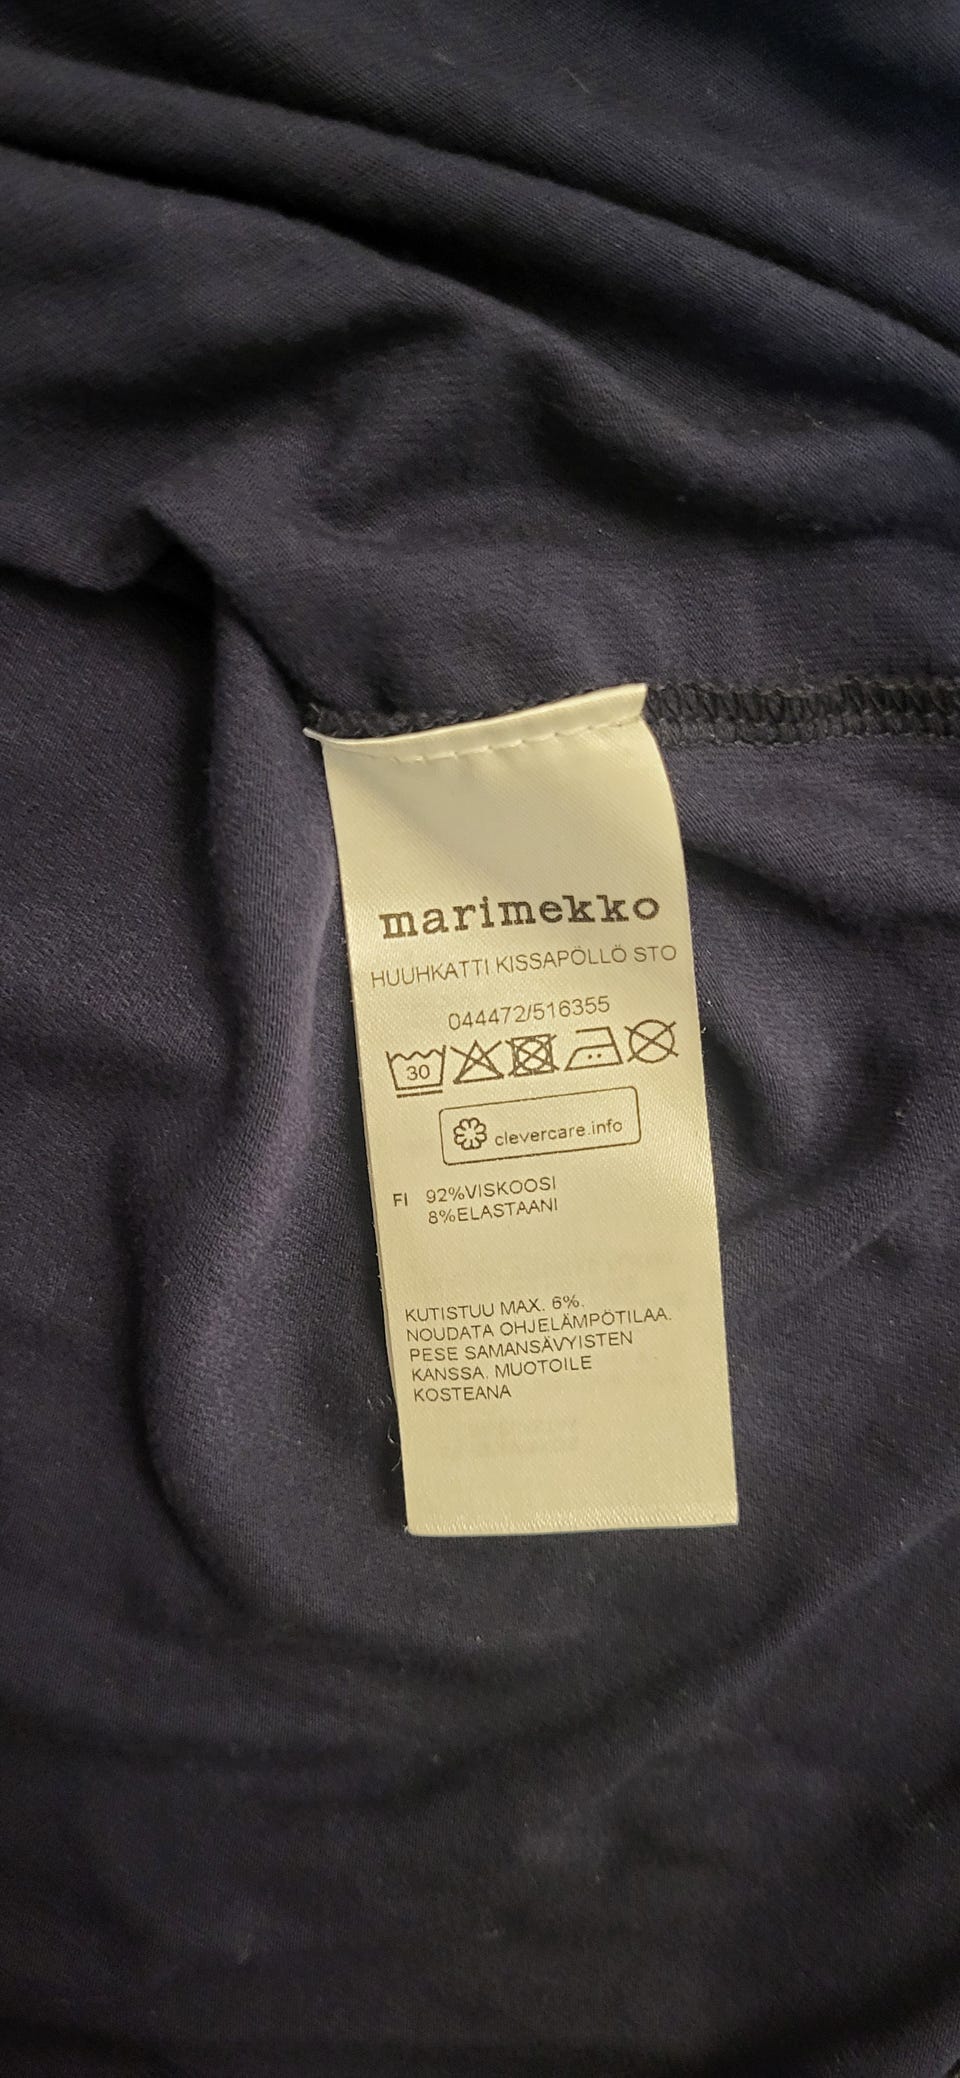 marimekko
HUUHKATTI KISSAPÖLLÖ STO
044472/516355
30
clevercare.info
FI 92%VISKOOSI
8%ELASTAANI
KUTISTUU MAX. 6%.
NOUDATA OHJELÄMPÖTILAA.
PESE SAMANSÄVYISTEN
KANSSA. MUOTOILE
KOSTEANA